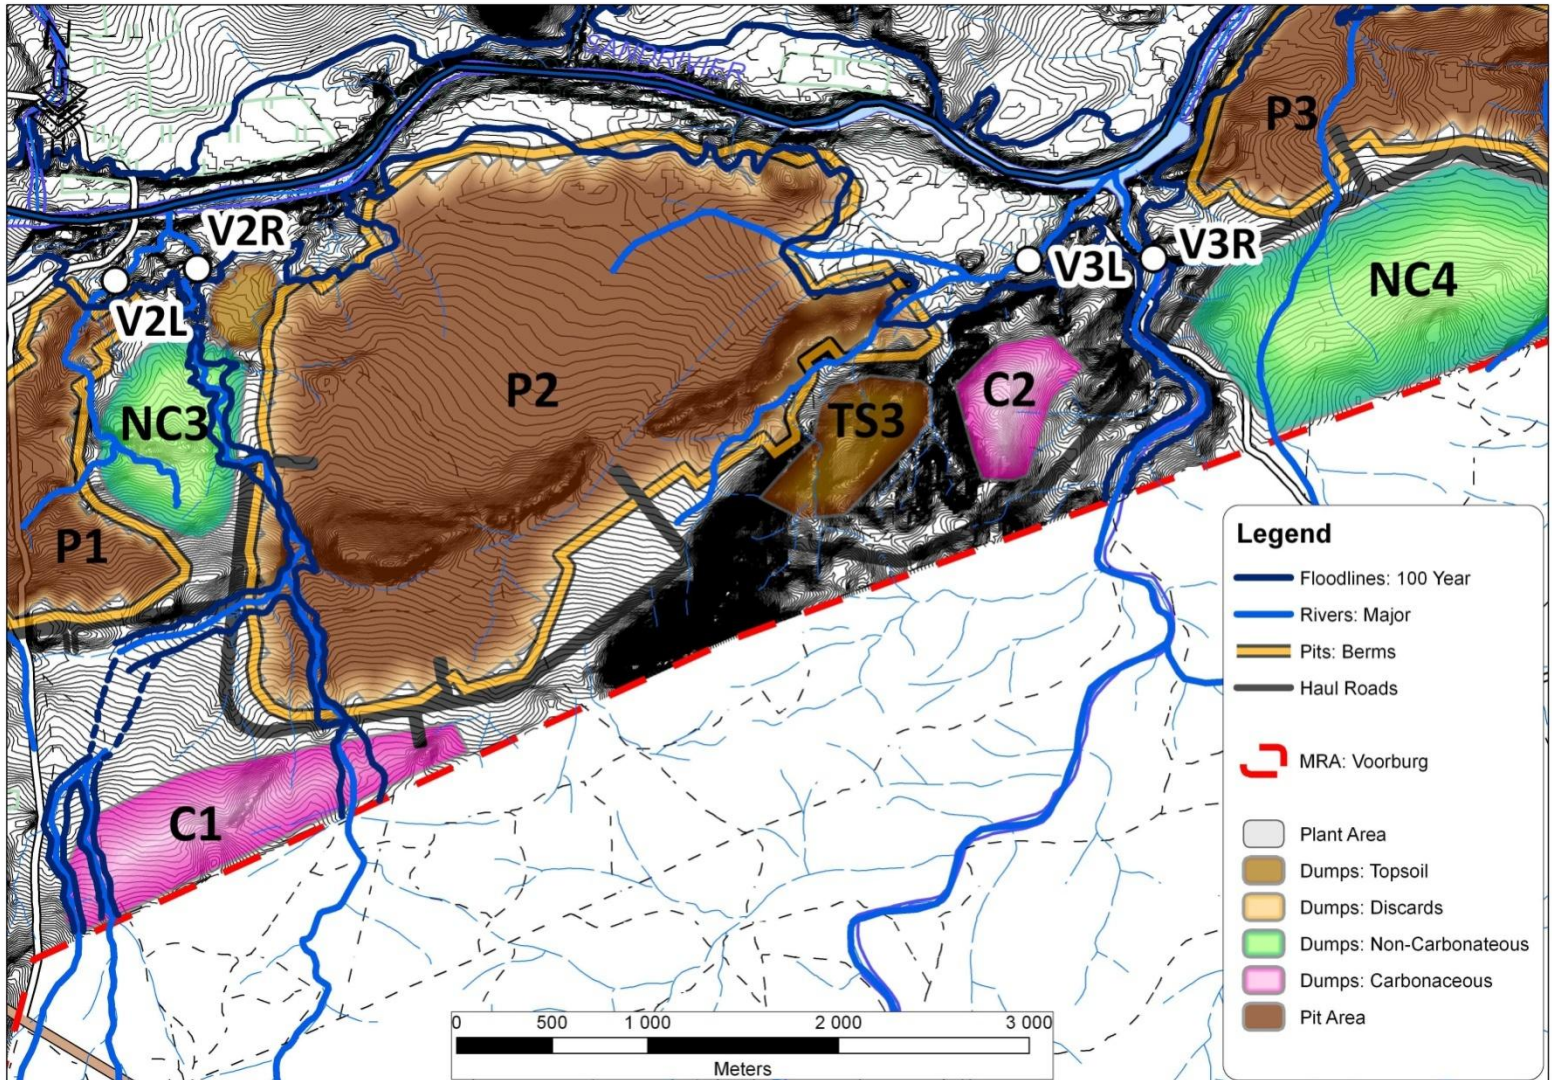 N
SANDRIVIER
P3
V2R
V3R
V3L
NC4
V2L
P2
C2
NC3
TS3
P1
C1
Legend
Floodlines: 100 Year
Rivers: Major
Pits: Berms
Haul Roads
MRA: Voorburg
Plant Area
Dumps: Topsoil
Dumps: Discards
Dumps: Non-Carbonateous
Dumps: Carbonaceous
Pit Area
0 500 1 000 2 000 3 000
Meters